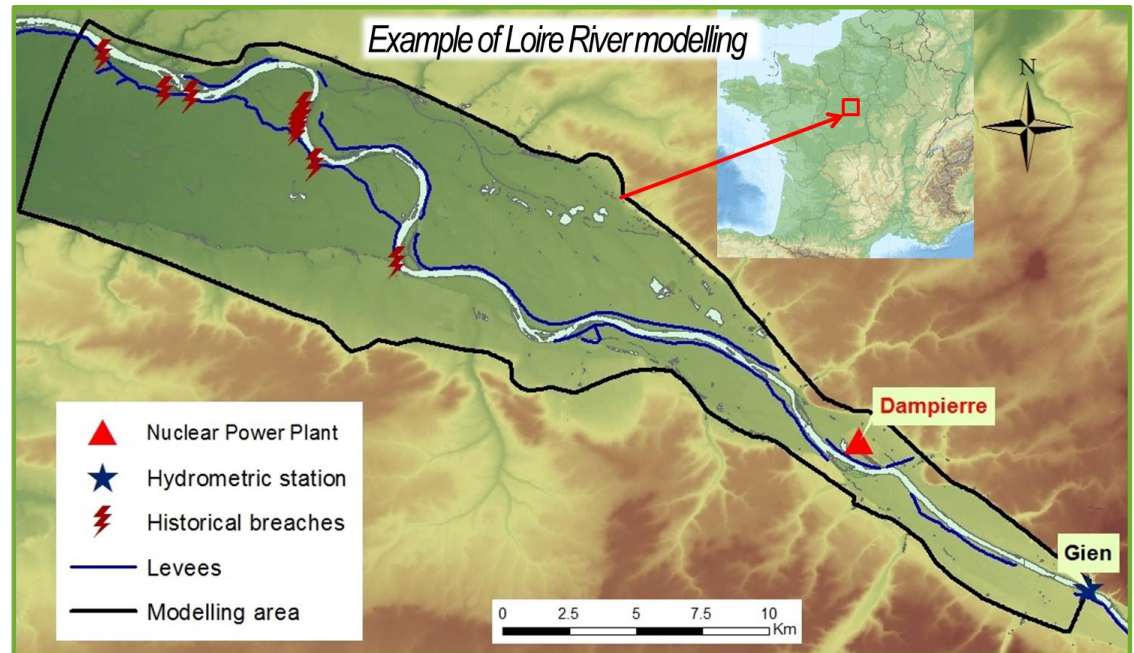 Example of Loire River modelling
N
Dampierre
Gien
Nuclear Power Plant
Hydrometric station
Historical breaches
Levees
Modelling area
0 2.5 5 7.5 10
Km